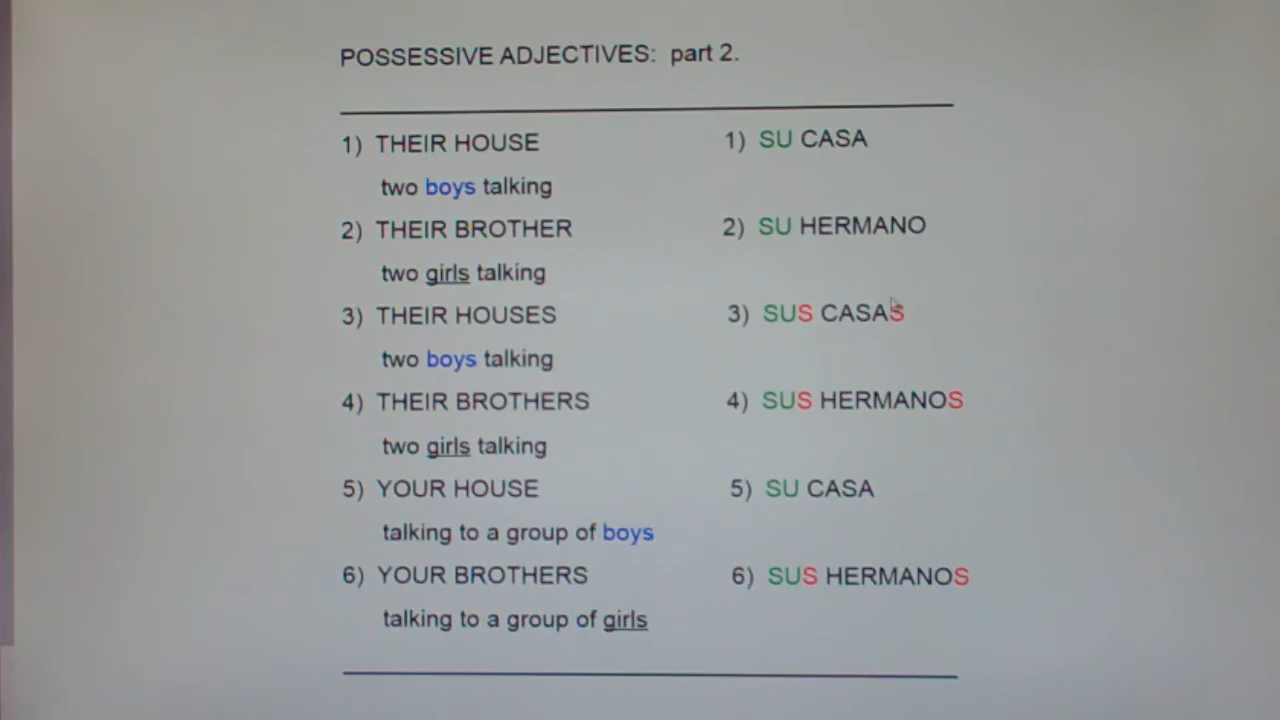 POSSESSIVE ADJECTIVES: part 2.
1) THEIR HOUSE 1) SU CASA
two boys talking
2) THEIR BROTHER 2) SU HERMANO
two girls talking
3) THEIR HOUSES 3) SUS CASAS
two boys talking
4) THEIR BROTHERS 4) SUS HERMANOS
two girls talking
5) YOUR HOUSE 5) SU CASA
talking to a group of boys
6) YOUR BROTHERS 6) SUS HERMANOS
talking to a group of girls